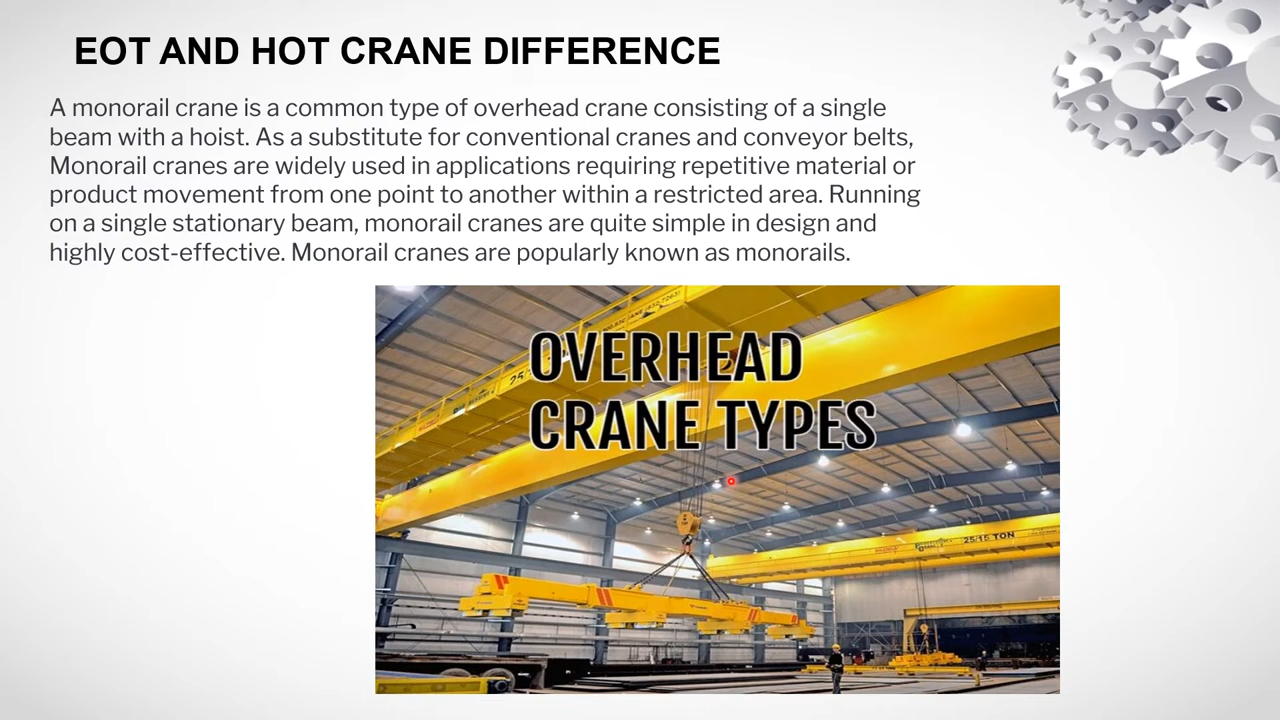 EOT AND HOT CRANE DIFFERENCE
A monorail crane is a common type of overhead crane consisting of a single
beam with a hoist. As a substitute for conventional cranes and conveyor belts,
Monorail cranes are widely used in applications requiring repetitive material or
product movement from one point to another within a restricted area. Running
on a single stationary beam, monorail cranes are quite simple in design and
highly cost-effective. Monorail cranes are popularly known as monorails.
OVERHEAD
CRANE TYPES
25/15 TON